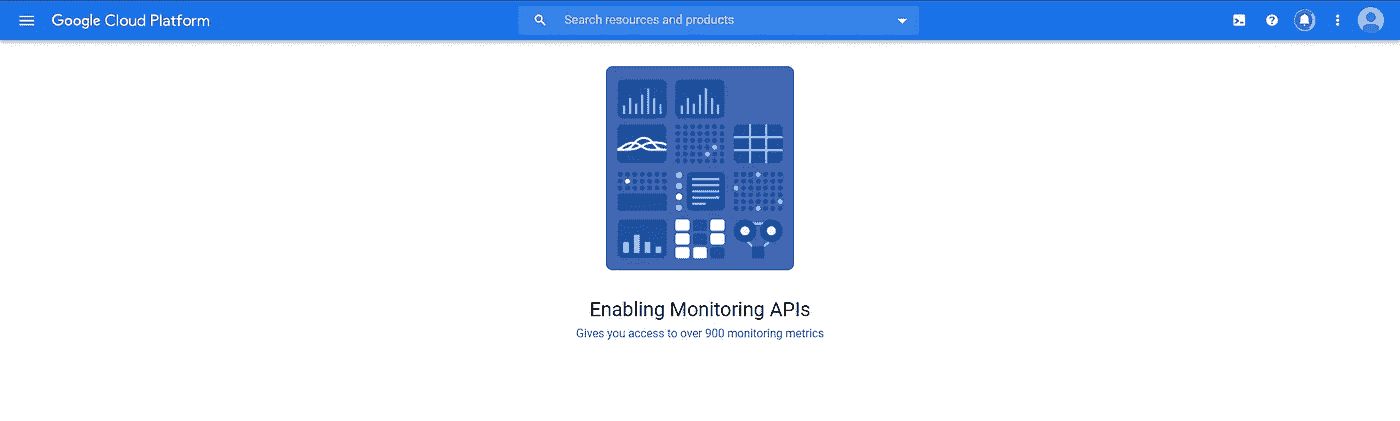 Google Cloud Platform
Search resources and products
Enabling Monitoring APIs
Gives you access to over 900 monitoring metrics